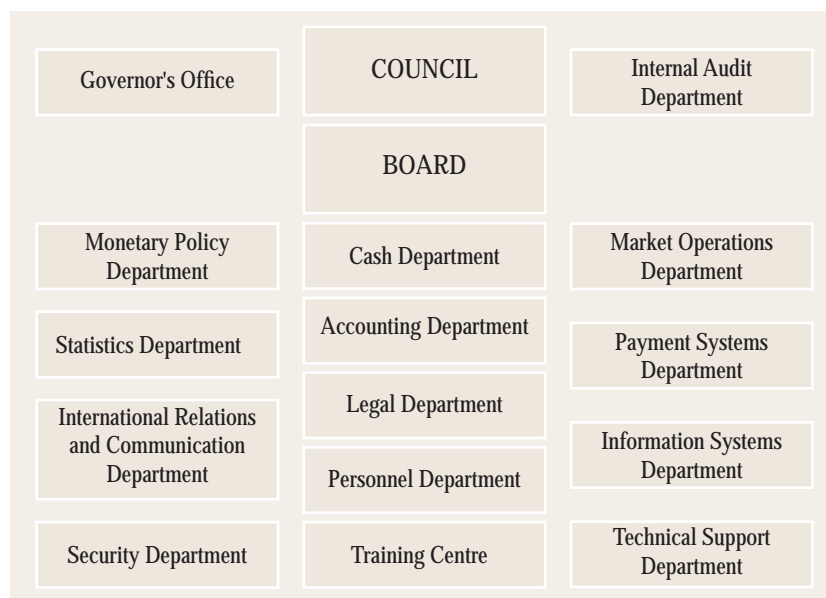 Governor's Office
COUNCIL
Internal Audit
Department
BOARD
Monetary Policy
Department
Cash Department
Market Operations
Department
Statistics Department
Accounting Department
Payment Systems
Department
International Relations
and Communication
Department
Legal Department
Information Systems
Department
Personnel Department
Security Department
Training Centre
Technical Support
Department